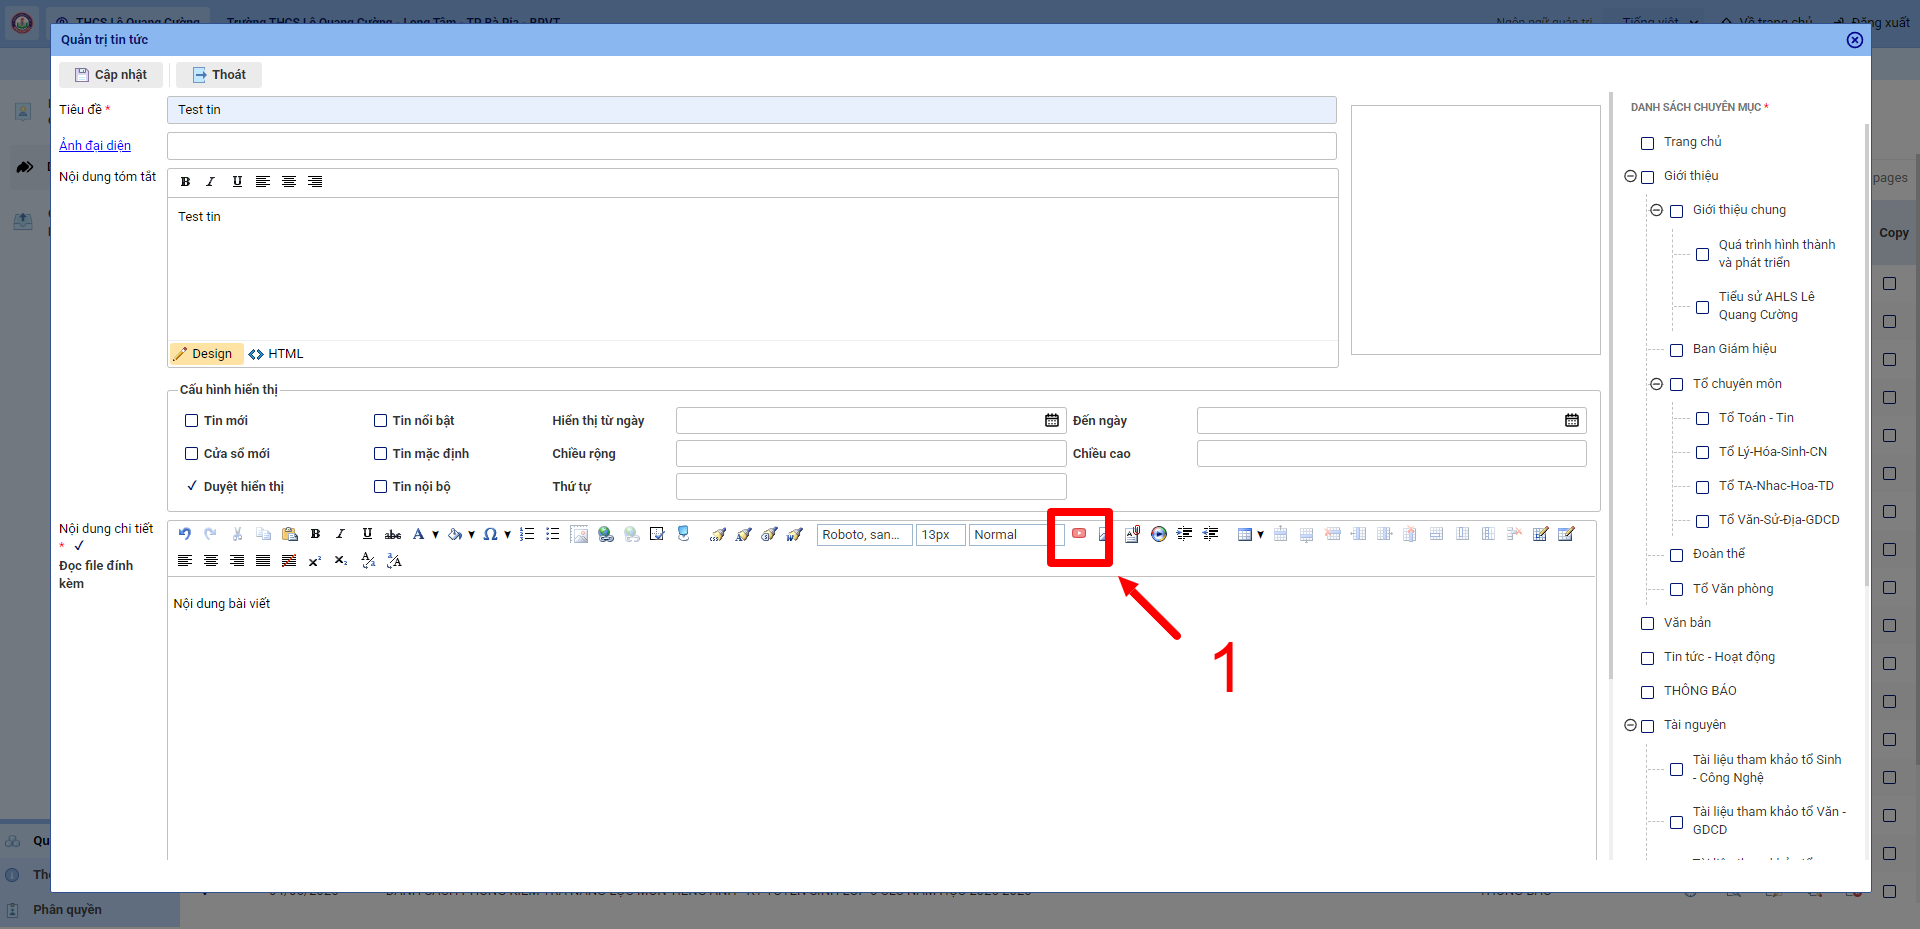 THCS Lê Quang Cường
Trường THCS Lê Quang Cường - Long Tâm - TP Bà Rịa - BRVT
Ngôn ngữ quản trị
Tiếng việt
Về trang chủ
Đăng xuất
Quản trị tin tức
Cập nhật
Thoát
Tiêu đề *
Test tin
Ảnh đại diện
Nội dung tóm tắt
B I U
Test tin
Design
HTML
Cấu hình hiển thị
Tin mới
Tin nổi bật
Hiển thị từ ngày
Đến ngày
Cửa sổ mới
Tin mặc định
Chiều rộng
Chiều cao
Duyệt hiển thị
Tin nội bộ
Thứ tự
Nội dung chi tiết
*
Đọc file đính
kèm
B I U abc A Ω
Roboto, san...
13px
Normal
Nội dung bài viết
1
DANH SÁCH CHUYÊN MỤC *
Trang chủ
Giới thiệu
Giới thiệu chung
Quá trình hình thành
và phát triển
Tiểu sử AHLS Lê
Quang Cường
Ban Giám hiệu
Tổ chuyên môn
Tổ Toán - Tin
Tổ Lý-Hóa-Sinh-CN
Tổ TA-Nhac-Hoa-TD
Tổ Văn-Sử-Địa-GDCD
Đoàn thể
Tổ Văn phòng
Văn bản
Tin tức - Hoạt động
THÔNG BÁO
Tài nguyên
Tài liệu tham khảo tổ Sinh
- Công Nghệ
Tài liệu tham khảo tổ Văn -
GDCD
pages
Copy
Qu
Th
Phân quyền